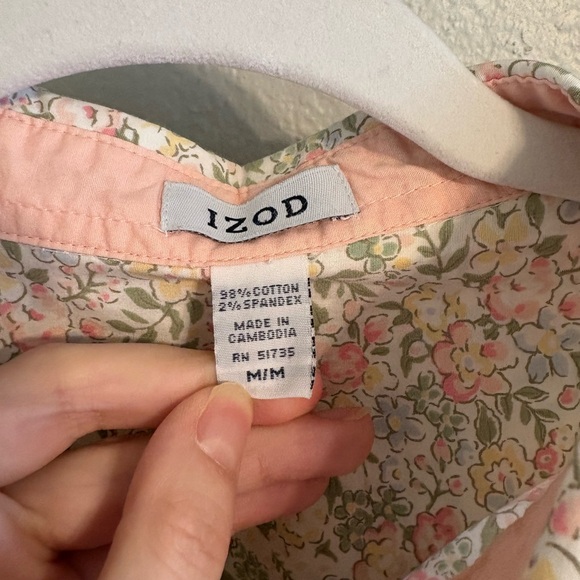 IZOD
98% COTTON
2% SPANDEX
MADE IN
CAMBODIA
RN 51735
M/M